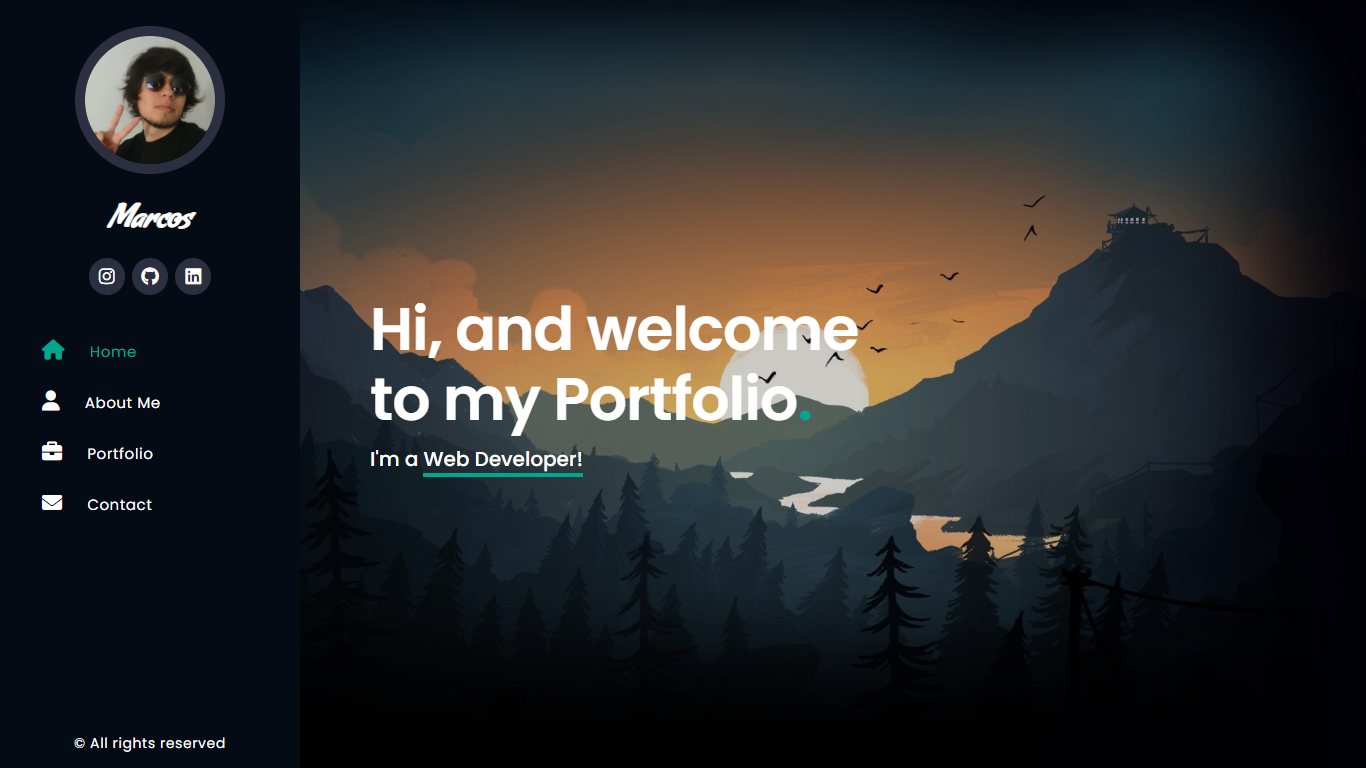 Marcos
Home
About Me
Portfolio
Contact
© All rights reserved
Hi, and welcome
to my Portfolio.
I'm a Web Developer!